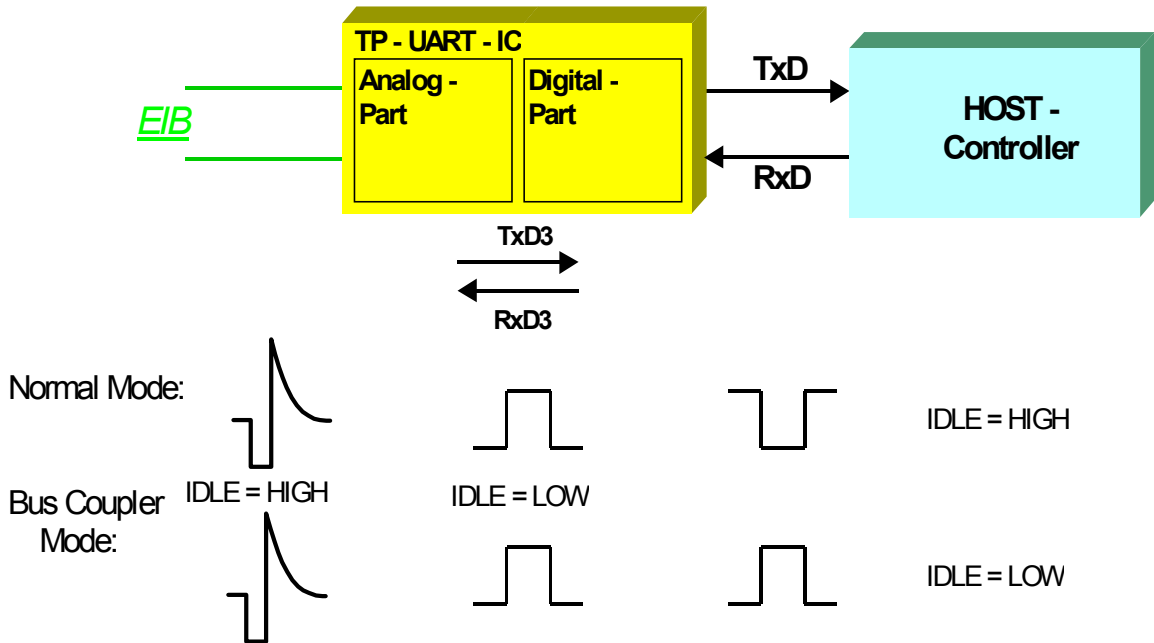 TP - UART - IC
Analog -
Part
Digital -
Part
EIB
TxD
RxD
HOST -
Controller
TxD3
RxD3
Normal Mode:
IDLE = HIGH
IDLE = HIGH
IDLE = LOW
Bus Coupler
Mode:
IDLE = LOW